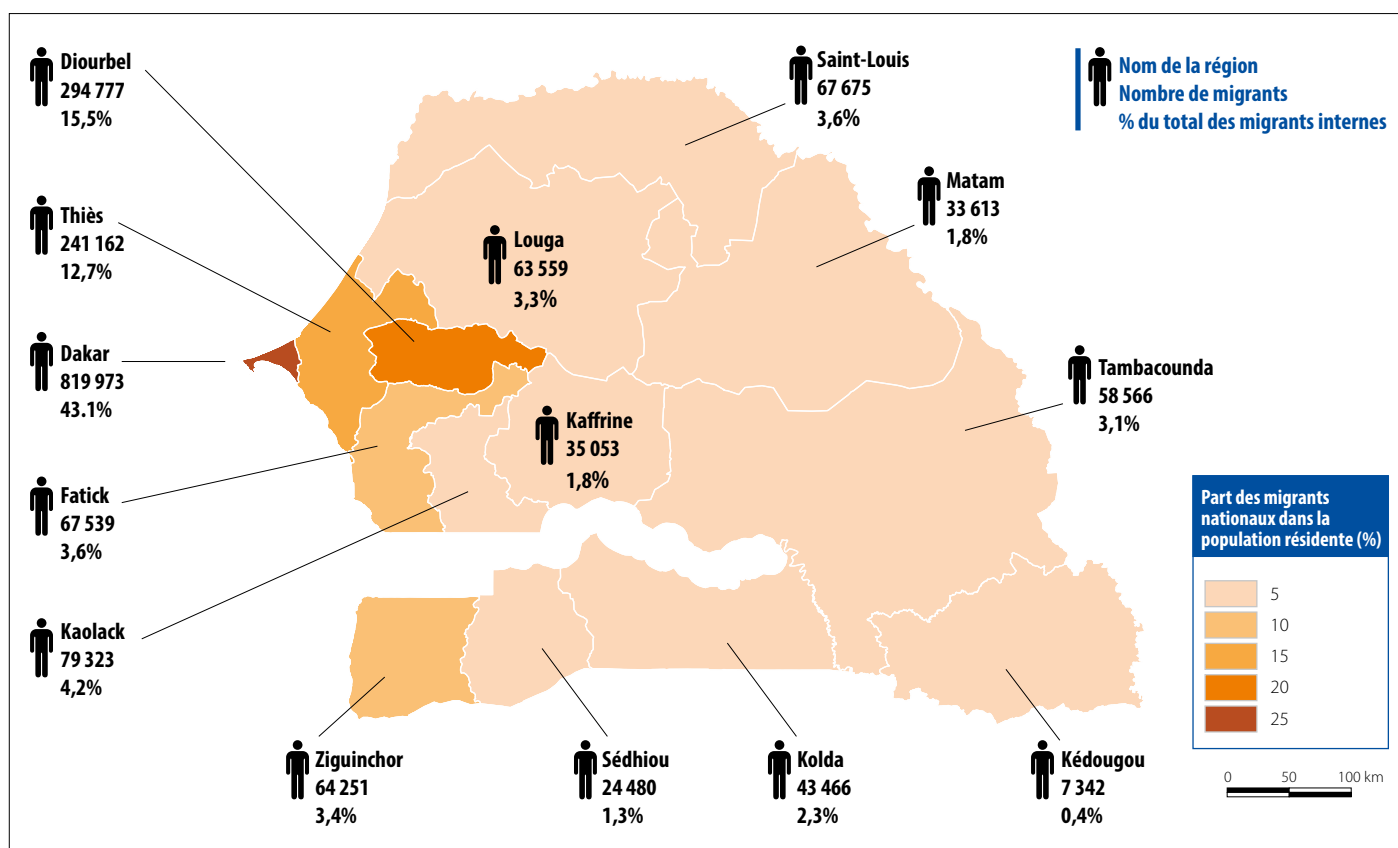 Diourbel
294 777
15,5%
Saint-Louis
67 675
3,6%
Nom de la région
Nombre de migrants
% du total des migrants internes
Thiès
241 162
12,7%
Louga
63 559
3,3%
Matam
33 613
1,8%
Dakar
819 973
43.1%
Kaffrine
35 053
1,8%
Tambacounda
58 566
3,1%
Fatick
67 539
3,6%
Kaolack
79 323
4,2%
Part des migrants
nationaux dans la
population résidente (%)
5
10
15
20
25
Ziguinchor
64 251
3,4%
Sédhiou
24 480
1,3%
Kolda
43 466
2,3%
Kédougou
7 342
0,4%
0 50 100 km